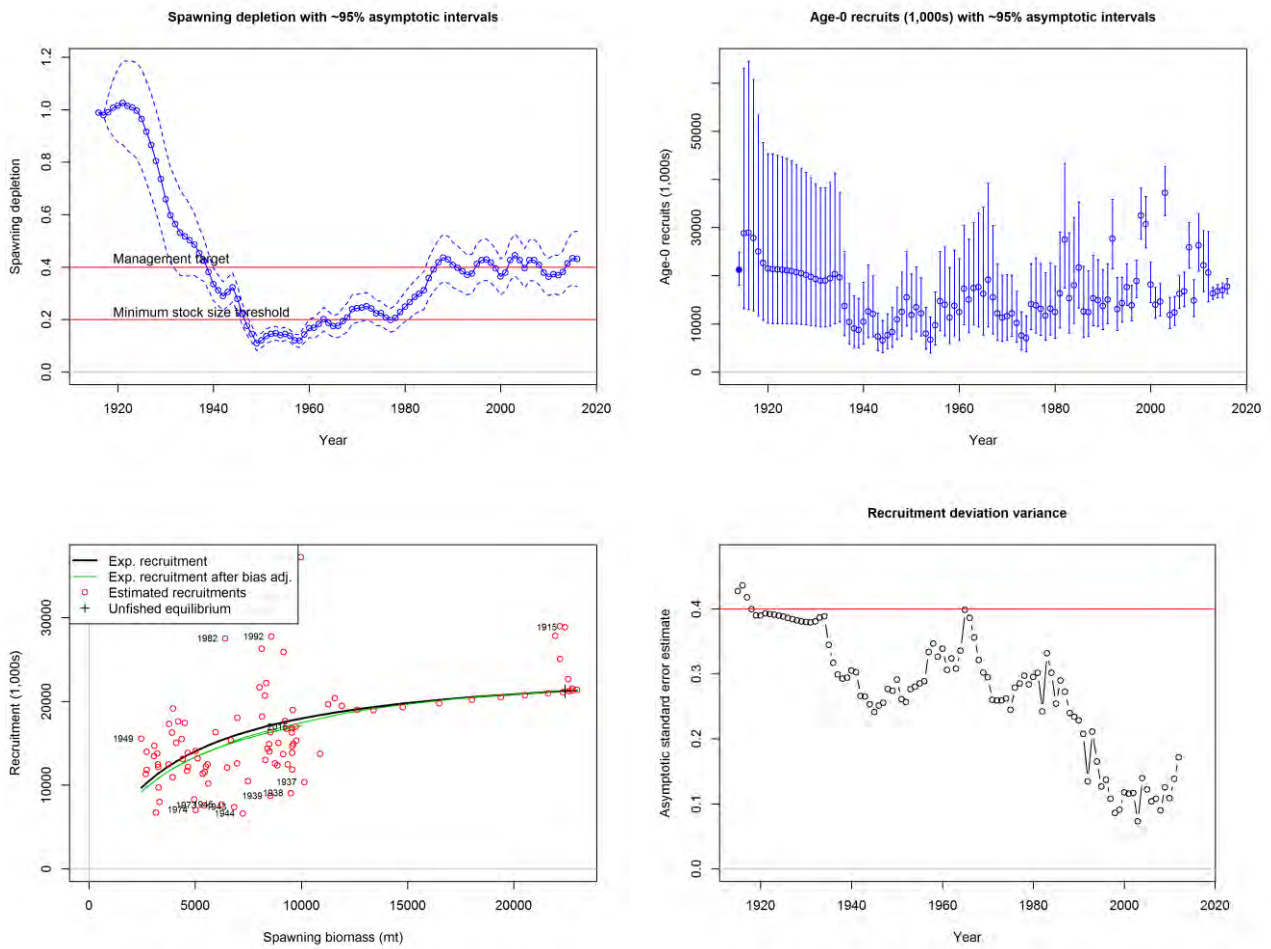 Spawning depletion with ~95% asymptotic intervals
Spawning depletion
1.2
1.0
0.8
0.6
0.4
0.2
0.0
Management target
Minimum stock size threshold
1920 1940 1960 1980 2000 2020
Year
Age-0 recruits (1,000s) with ~95% asymptotic intervals
Age-0 recruits (1,000s)
50000
30000
10000
0
1920 1940 1960 1980 2000 2020
Year
Recruitment (1,000s)
30000
20000
10000
0
Exp. recruitment
Exp. recruitment after bias adj.
Estimated recruitments
Unfished equilibrium
1982
1992
1915
1949
1937
1938
1939
1974
1944
0 5000 10000 15000 20000
Spawning biomass (mt)
Recruitment deviation variance
Asymptotic standard error estimate
0.4
0.3
0.2
0.1
0.0
1920 1940 1960 1980 2000 2020
Year